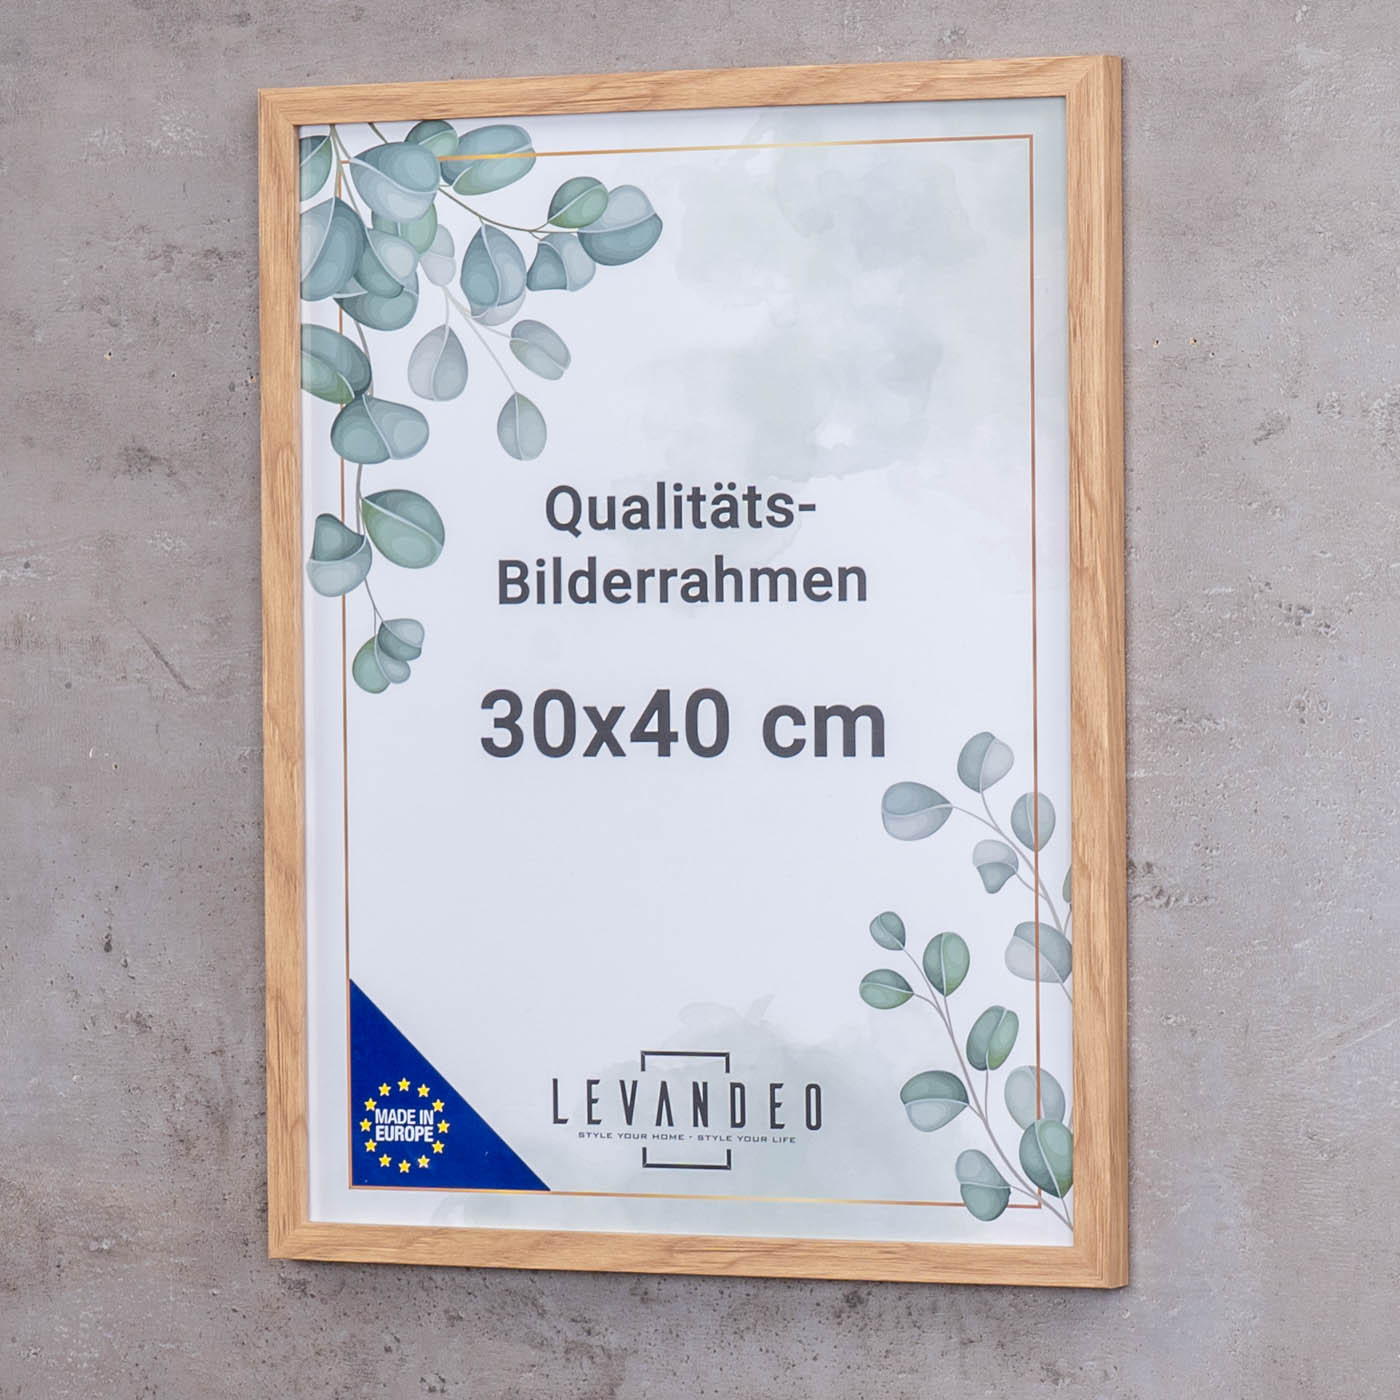 Qualitäts-
Bilderrahmen
30x40 cm
MADE IN
EUROPE
LEVANDEO
STYLE YOUR HOME - STYLE YOUR LIFE